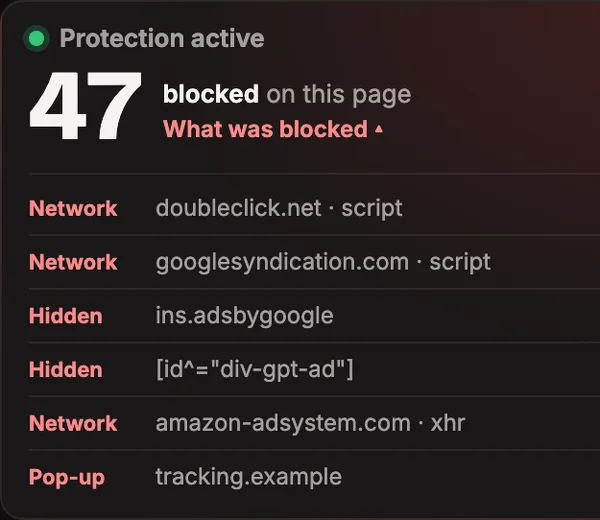 Protection active
47
blocked on this page
What was blocked ▴
Network doubleclick.net · script
Network googlesyndication.com · script
Hidden ins.adsbygoogle
Hidden [id^="div-gpt-ad"]
Network amazon-adsystem.com · xhr
Pop-up tracking.example